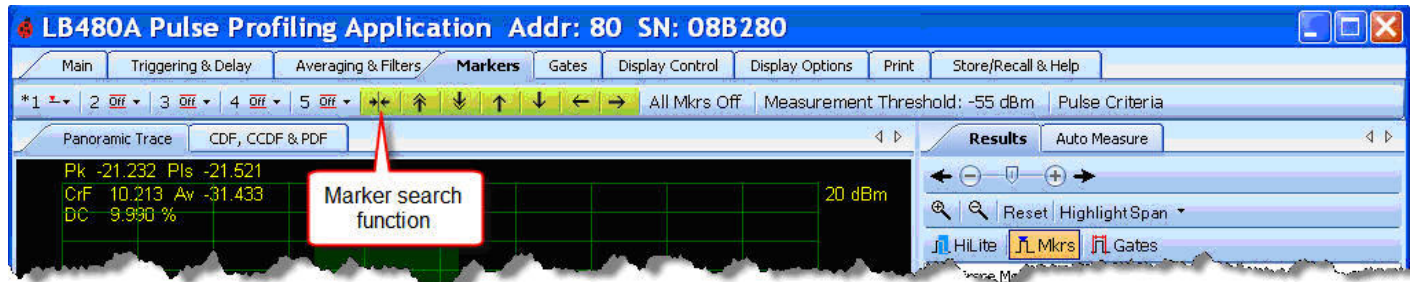 LB480A Pulse Profiling Application Addr: 80 SN: 08B280
Main Triggering & Delay Averaging & Filters Markers Gates Display Control Display Options Print Store/Recall & Help
*1 2 Off 3 Off 4 Off 5 Off All Mkrs Off Measurement Threshold: -55 dBm Pulse Criteria
Panoramic Trace CDF, CCDF & PDF Results Auto Measure
Pk -21.232 Pls -21.521
CrF 10.213 Av -31.433
DC 9.990 %
Marker search
function
20 dBm
Reset Highlight Span
HiLite Mkrs Gates